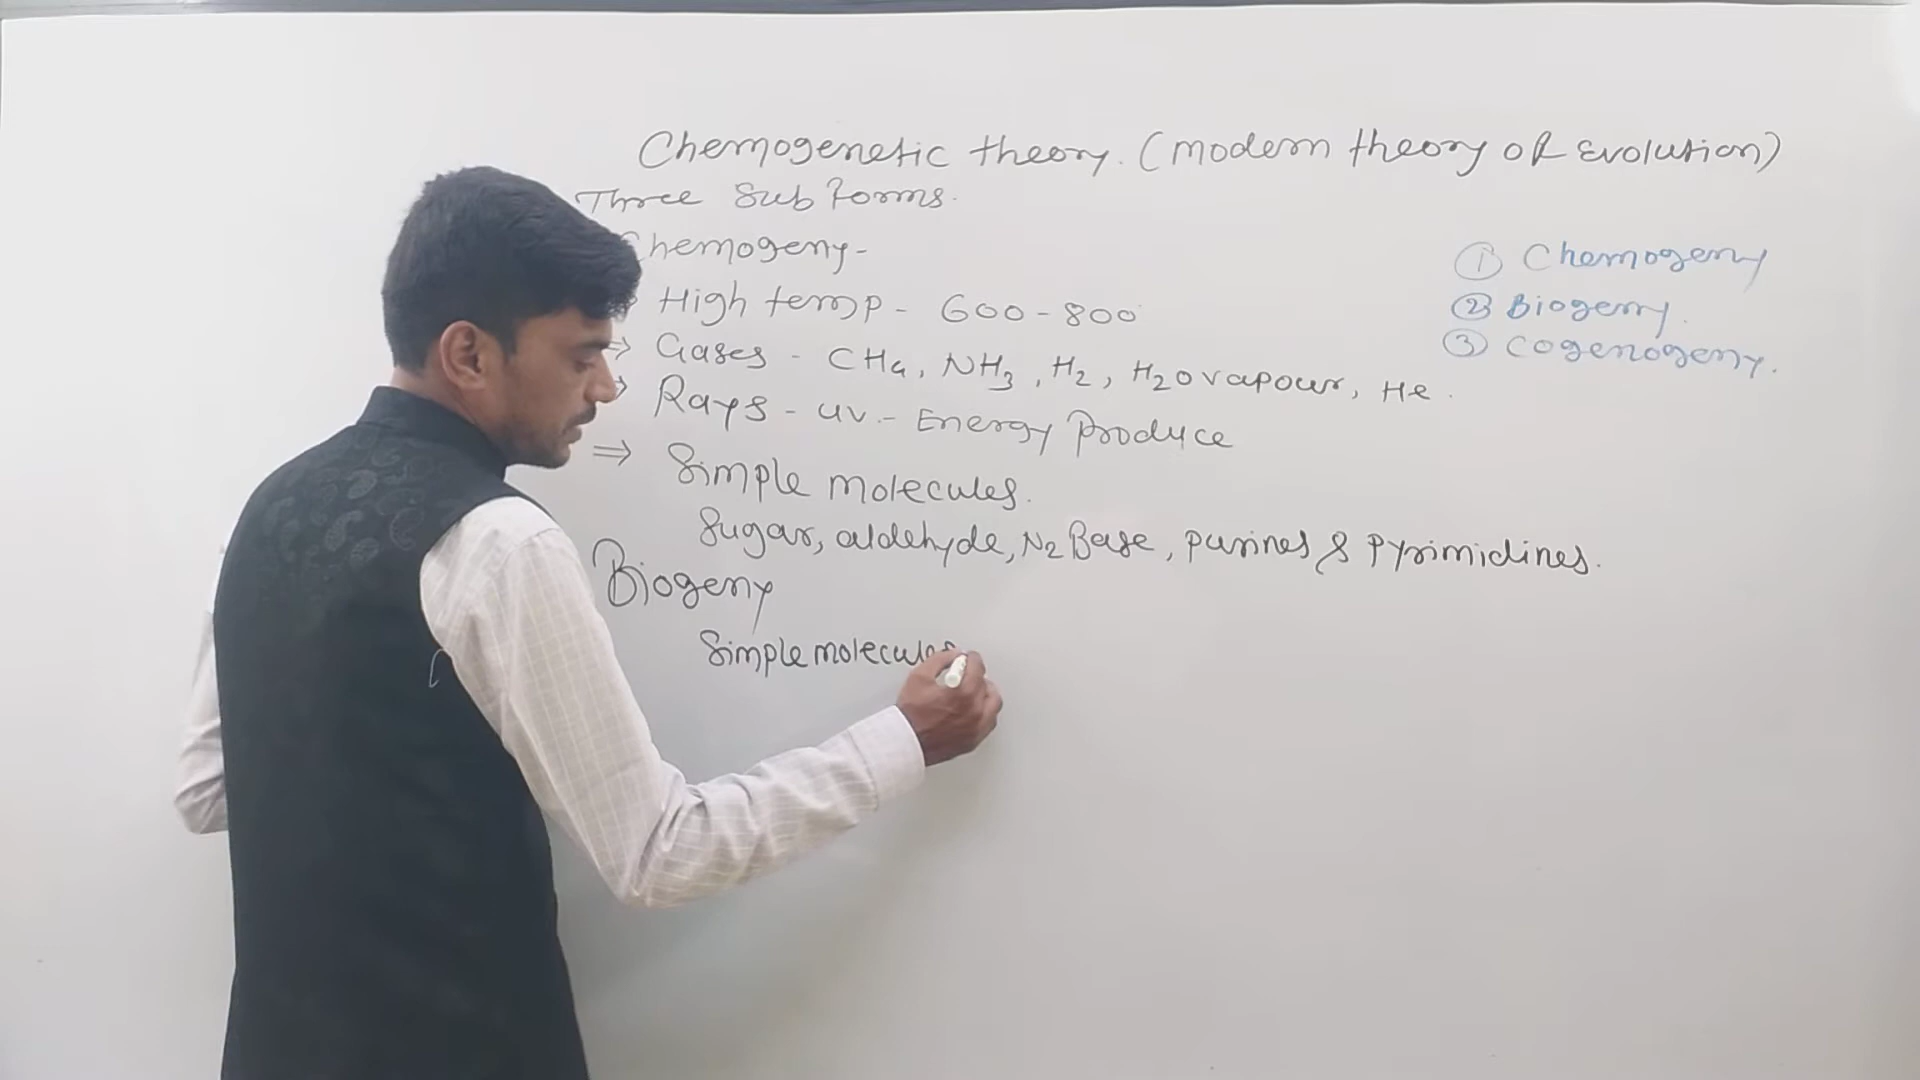 Chemogenetic theory. (Modern theory of Evolution)
Three Sub forms.
Chemogeny-
High temp - 600-800
⇒ Gases - CH4, NH3, H2, H2O vapour, He.
Rays - UV. - Energy Produce
⇒ Simple molecules.
Sugar, aldehyde, N2 Base, purines & Pyrimidines.
Biogeny
Simple molecules
① Chemogeny
② Biogeny.
③ Cogenogeny.